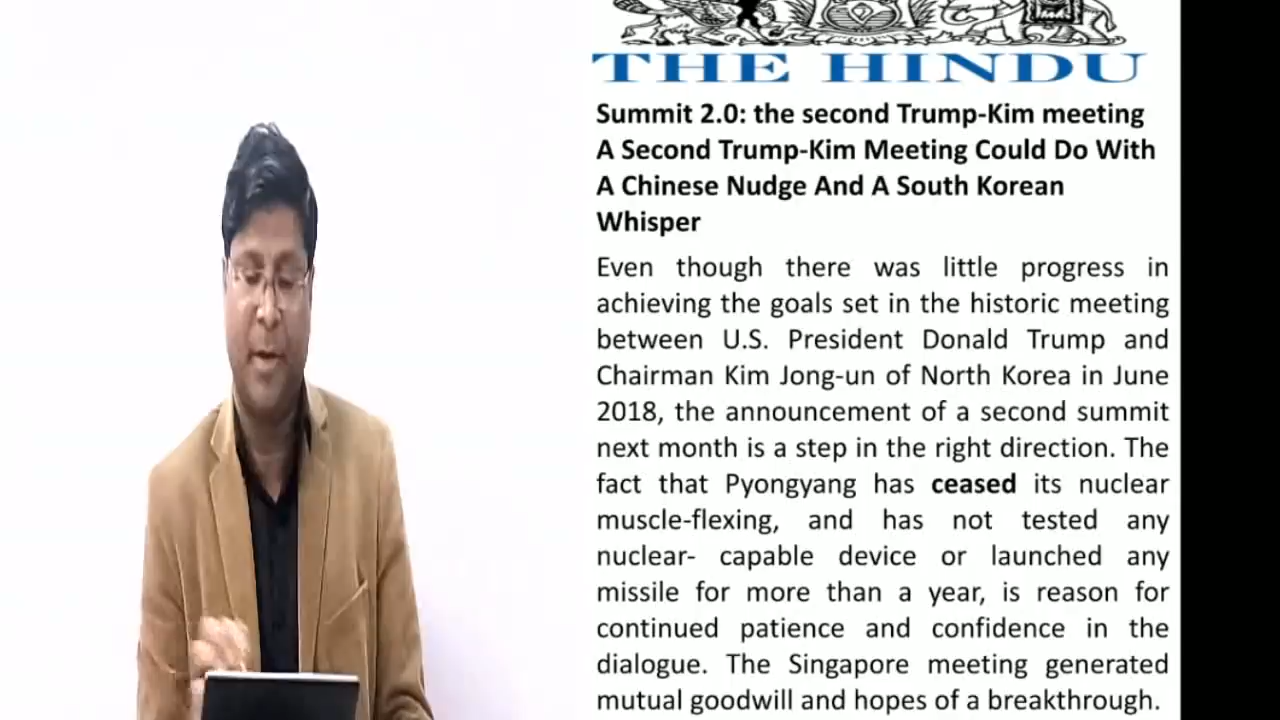 THE HINDU
Summit 2.0: the second Trump-Kim meeting
A Second Trump-Kim Meeting Could Do With
A Chinese Nudge And A South Korean
Whisper
Even though there was little progress in
achieving the goals set in the historic meeting
between U.S. President Donald Trump and
Chairman Kim Jong-un of North Korea in June
2018, the announcement of a second summit
next month is a step in the right direction. The
fact that Pyongyang has ceased its nuclear
muscle-flexing, and has not tested any
nuclear- capable device or launched any
missile for more than a year, is reason for
continued patience and confidence in the
dialogue. The Singapore meeting generated
mutual goodwill and hopes of a breakthrough.